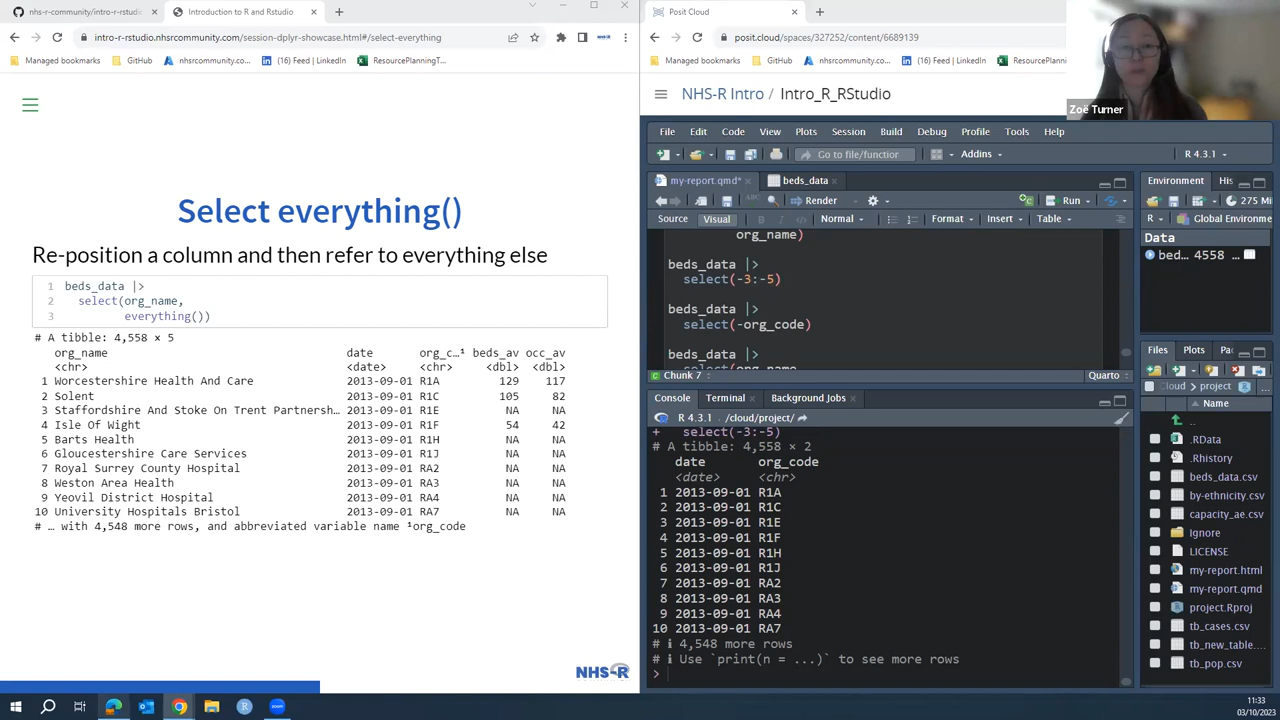 nhs-r-community/intro-r-rstudio
Introduction to R and Rstudio
intro-r-rstudio.nhsrcommunity.com/session-dplyr-showcase.html#/select-everything
Managed bookmarks
GitHub
nhsrcommunity.com/...
(16) Feed | LinkedIn
ResourcePlanningT...
Select everything()
Re-position a column and then refer to everything else
1 beds_data |>
2 select(org_name,
3 everything())
# A tibble: 4,558 × 5
org_name date org_c…¹ beds_av occ_av
<chr> <date> <chr> <dbl> <dbl>
1 Worcestershire Health And Care 2013-09-01 R1A 129 117
2 Solent 2013-09-01 R1C 105 82
3 Staffordshire And Stoke On Trent Partnersh… 2013-09-01 R1E NA NA
4 Isle Of Wight 2013-09-01 R1F 54 42
5 Barts Health 2013-09-01 R1H NA NA
6 Gloucestershire Care Services 2013-09-01 R1J NA NA
7 Royal Surrey County Hospital 2013-09-01 RA2 NA NA
8 Weston Area Health 2013-09-01 RA3 NA NA
9 Yeovil District Hospital 2013-09-01 RA4 NA NA
10 University Hospitals Bristol 2013-09-01 RA7 NA NA
# … with 4,548 more rows, and abbreviated variable name ¹org_code
NHS-R
Posit Cloud
posit.cloud/spaces/327252/content/6689139
Managed bookmarks
GitHub
nhsrcommunity.com/...
(16) Feed | LinkedIn
ResourcePlanni
Zoë Turner
NHS-R Intro / Intro_R_RStudio
File Edit Code View Plots Session Build Debug Profile Tools Help
Go to file/function
Addins
R 4.3.1
my-report.qmd*
beds_data
Render
Run
Source Visual B I Normal Format Insert Table
org_name)
beds_data |>
select(-3:-5)
beds_data |>
select(-org_code)
beds_data |>
Chunk 7
Quarto
Console Terminal Background Jobs
R 4.3.1 . /cloud/project/
+ select(-3:-5)
# A tibble: 4,558 × 2
date org_code
<date> <chr>
1 2013-09-01 R1A
2 2013-09-01 R1C
3 2013-09-01 R1E
4 2013-09-01 R1F
5 2013-09-01 R1H
6 2013-09-01 R1J
7 2013-09-01 RA2
8 2013-09-01 RA3
9 2013-09-01 RA4
10 2013-09-01 RA7
# ℹ 4,548 more rows
# ℹ Use `print(n = ...)` to see more rows
>
Environment His
275 Mi
R Global Environme
Data
bed… 4558 …
Files Plots Pa
Cloud project
Name
..
.RData
.Rhistory
beds_data.csv
by-ethnicity.csv
capacity_ae.csv
Ignore
LICENSE
my-report.html
my-report.qmd
project.Rproj
tb_cases.csv
tb_new_table....
tb_pop.csv
11:33
03/10/2023